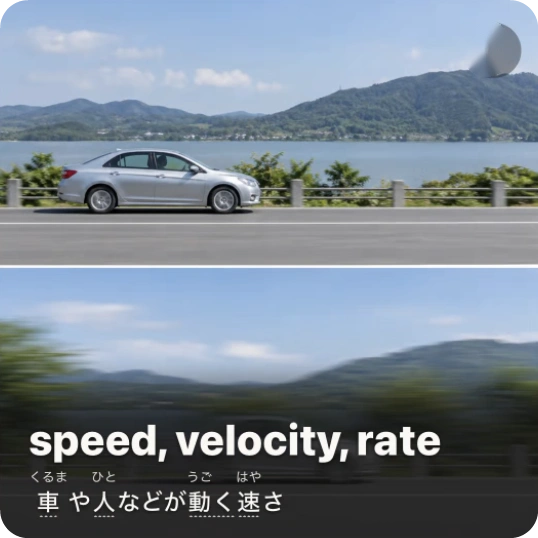 speed, velocity, rate
くるま ひと うご はや
車や人などが動く速さ